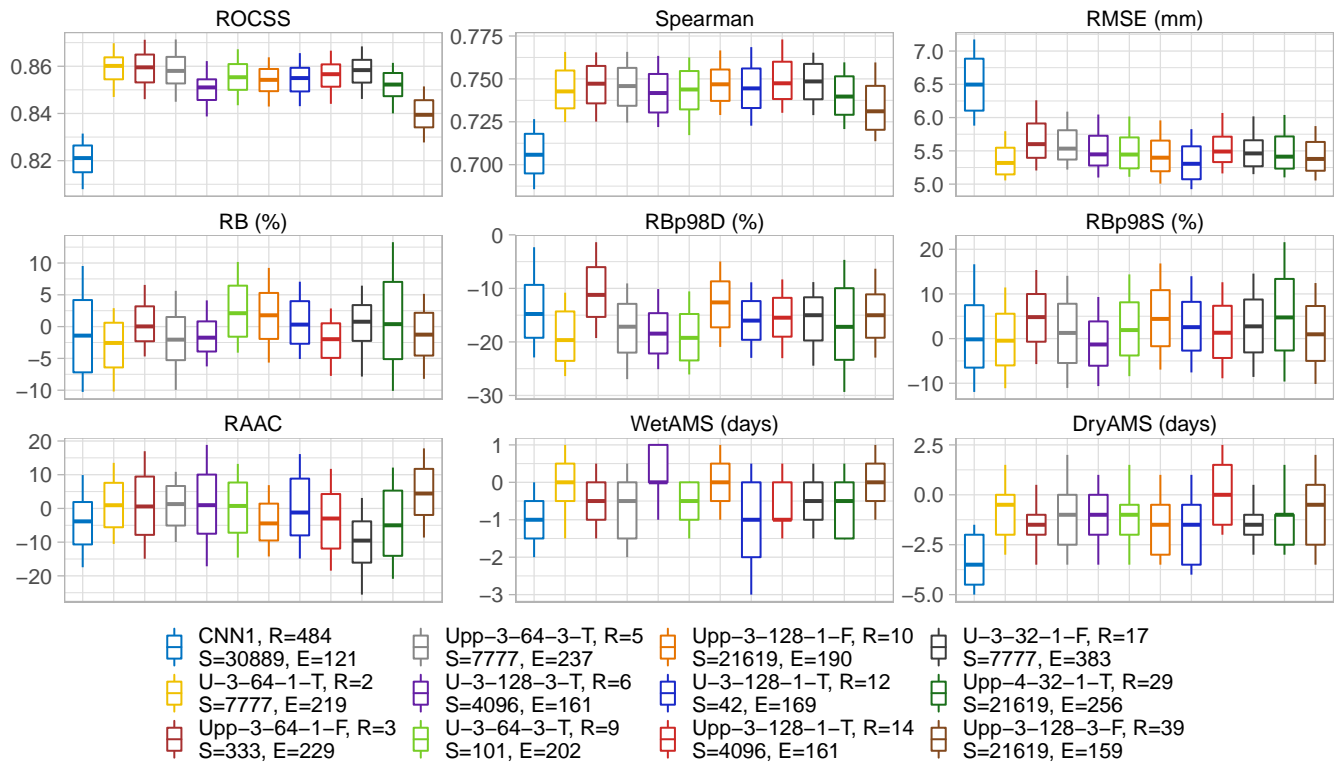 ROCSS
Spearman
RMSE (mm)
0.86
0.84
0.82
0.775
0.750
0.725
0.700
7.0
6.5
6.0
5.5
5.0
RB (%)
RBp98D (%)
RBp98S (%)
10
5
0
−5
−10
0
−10
−20
−30
20
10
0
−10
RAAC
WetAMS (days)
DryAMS (days)
20
10
0
−10
−20
1
0
−1
−2
−3
2.5
0.0
−2.5
−5.0
CNN1, R=484
S=30889, E=121
U−3−64−1−T, R=2
S=7777, E=219
Upp−3−64−1−F, R=3
S=333, E=229
Upp−3−64−3−T, R=5
S=7777, E=237
U−3−128−3−T, R=6
S=4096, E=161
U−3−64−3−T, R=9
S=101, E=202
Upp−3−128−1−F, R=10
S=21619, E=190
U−3−128−1−T, R=12
S=42, E=169
Upp−3−128−1−T, R=14
S=4096, E=161
U−3−32−1−F, R=17
S=7777, E=383
Upp−4−32−1−T, R=29
S=21619, E=256
Upp−3−128−3−F, R=39
S=21619, E=159